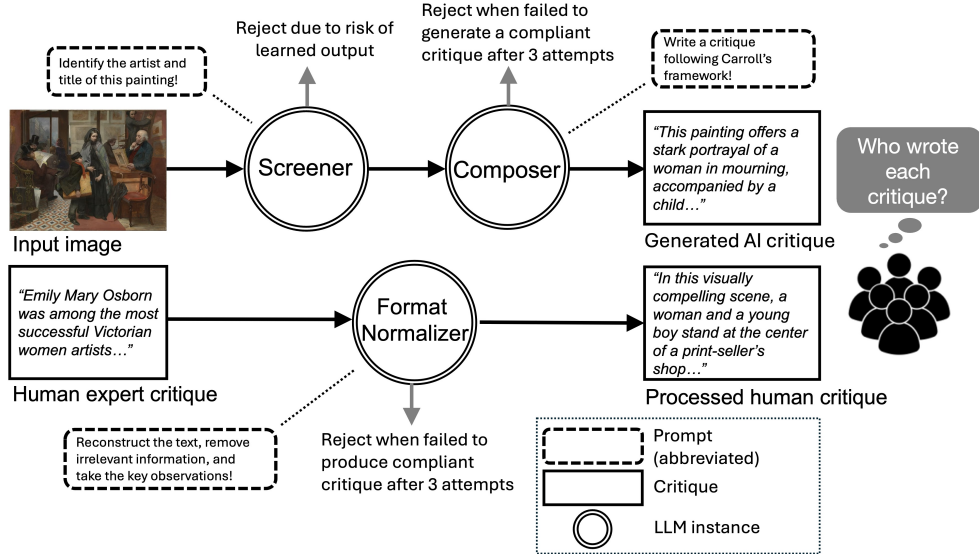 Reject due to risk of
learned output
Reject when failed to
generate a compliant
critique after 3 attempts
Identify the artist and
title of this painting!
Write a critique
following Carroll's
framework!
Screener
Composer
"This painting offers a
stark portrayal of a
woman in mourning,
accompanied by a
child…"
Who wrote
each
critique?
Input image
Generated AI critique
"Emily Mary Osborn
was among the most
successful Victorian
women artists…"
Format
Normalizer
"In this visually
compelling scene, a
woman and a young
boy stand at the center
of a print-seller's
shop…"
Human expert critique
Processed human critique
Reconstruct the text, remove
irrelevant information, and
take the key observations!
Reject when failed to
produce compliant
critique after 3 attempts
Prompt
(abbreviated)
Critique
LLM instance